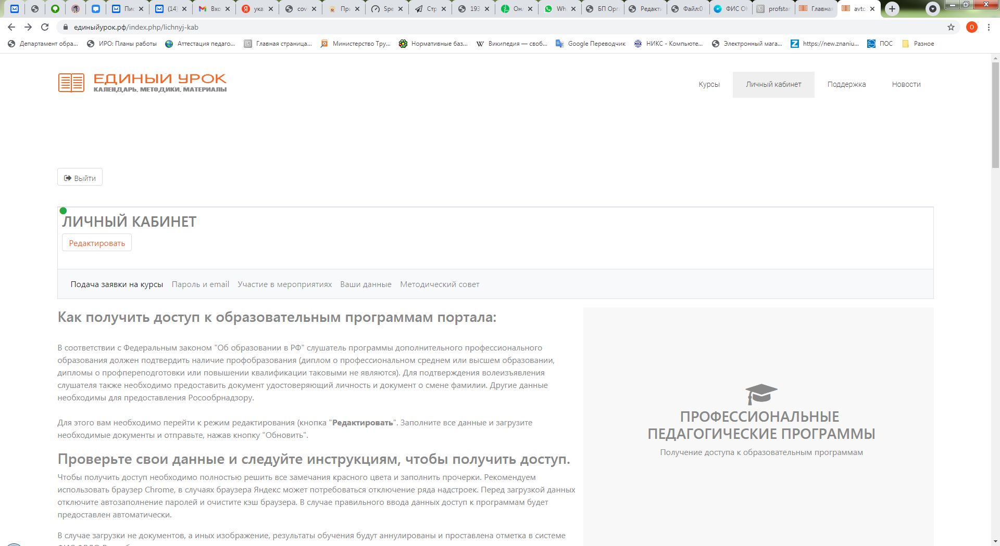 Пис
(14)
Вхо
ука
cov
При
Spe
Стр
193
Онл
Wh
БП Орг
Редакти
Файл:0
ФИС О
profstan
Главная
avto
единыйурок.рф/index.php/lichnyj-kab
О
Департамент обра...
ИРО: Планы работы
Аттестация педаго...
Главная страница...
Министерство Тру...
Нормативные баз...
Википедия — своб...
Google Переводчик
НИКС - Компьюте...
Электронный мага...
https://new.znaniu...
ПОС
Разное
ЕДИНЫЙ УРОК
КАЛЕНДАРЬ, МЕТОДИКИ, МАТЕРИАЛЫ
Курсы
Личный кабинет
Поддержка
Новости
Выйти
ЛИЧНЫЙ КАБИНЕТ
Редактировать
Подача заявки на курсы
Пароль и email
Участие в мероприятиях
Ваши данные
Методический совет
Как получить доступ к образовательным программам портала:
В соответствии с Федеральным законом "Об образовании в РФ" слушатель программы дополнительного профессионального
образования должен подтвердить наличие профобразования (диплом о профессиональном среднем или высшем образовании,
дипломы о профпереподготовки или повышении квалификации таковыми не являются). Для подтверждения волеизъявления
слушателя также необходимо предоставить документ удостоверяющий личность и документ о смене фамилии. Другие данные
необходимы для предоставления Рособрнадзору.
Для этого вам необходимо перейти к режим редактирования (кнопка "Редактировать". Заполните все данные и загрузите
необходимые документы и отправьте, нажав кнопку "Обновить".
Проверьте свои данные и следуйте инструкциям, чтобы получить доступ.
Чтобы получить доступ необходимо полностью решить все замечания красного цвета и заполнить прочерки. Рекомендуем
использовать браузер Chrome, в случаях браузера Яндекс может потребоваться отключение ряда надстроек. Перед загрузкой данных
отключите автозаполнение паролей и очистите кэш браузера. В случае правильного ввода данных доступ к программам будет
предоставлен автоматически.
В случае загрузки не документов, а иных изображение, результаты обучения будут аннулированы и проставлена отметка в системе
ПРОФЕССИОНАЛЬНЫЕ
ПЕДАГОГИЧЕСКИЕ ПРОГРАММЫ
Получение доступа к образовательным программам